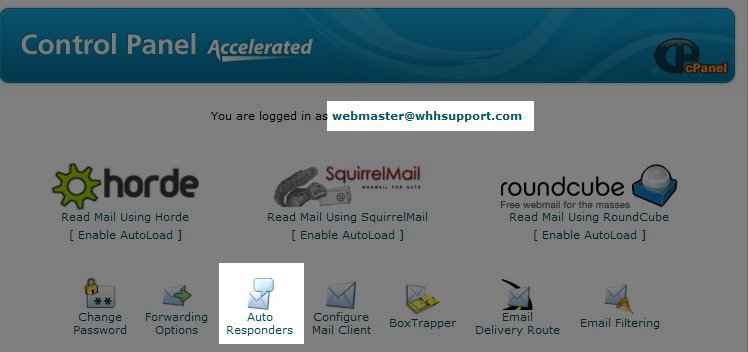 Control Panel Accelerated
cPanel
You are logged in as webmaster@whhsupport.com
horde
SquirrelMail
WEBMAIL FOR NUTS
roundcube
Free webmail for the masses
Read Mail Using Horde
Read Mail Using SquirrelMail
Read Mail Using RoundCube
[ Enable AutoLoad ]
[ Enable AutoLoad ]
[ Enable AutoLoad ]
Change
Password
Forwarding
Options
Auto
Responders
Configure
Mail Client
BoxTrapper
Email
Delivery Route
Email Filtering